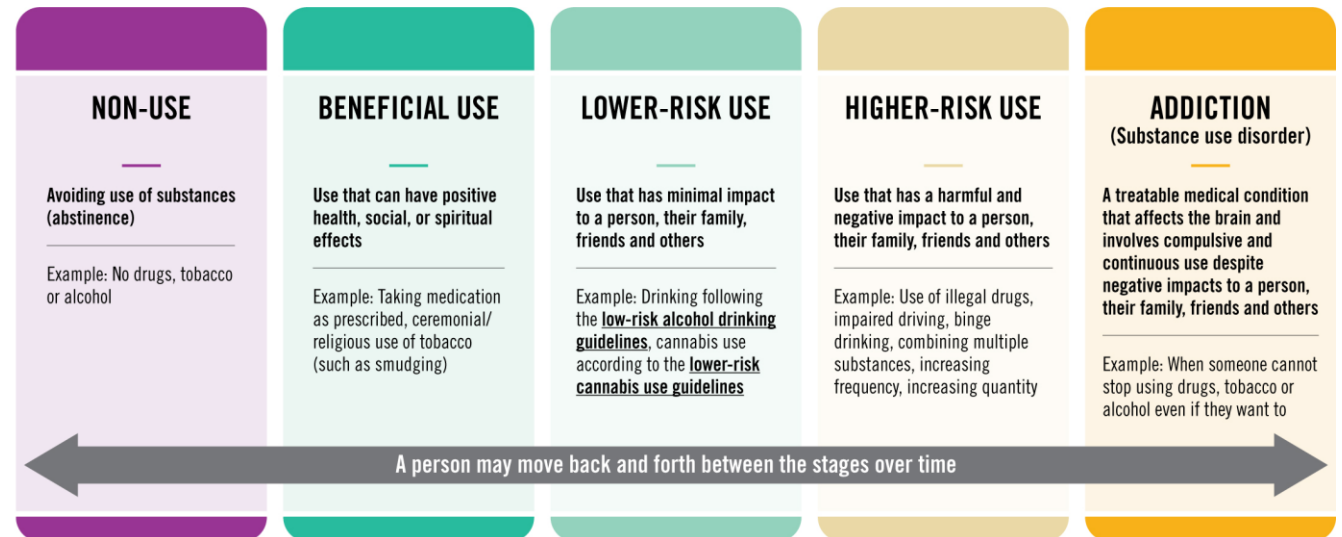 NON-USE
Avoiding use of substances
(abstinence)
Example: No drugs, tobacco
or alcohol
BENEFICIAL USE
Use that can have positive
health, social, or spiritual
effects
Example: Taking medication
as prescribed, ceremonial/
religious use of tobacco
(such as smudging)
LOWER-RISK USE
Use that has minimal impact
to a person, their family,
friends and others
Example: Drinking following
the low-risk alcohol drinking
guidelines, cannabis use
according to the lower-risk
cannabis use guidelines
HIGHER-RISK USE
Use that has a harmful and
negative impact to a person,
their family, friends and others
Example: Use of illegal drugs,
impaired driving, binge
drinking, combining multiple
substances, increasing
frequency, increasing quantity
ADDICTION
(Substance use disorder)
A treatable medical condition
that affects the brain and
involves compulsive and
continuous use despite
negative impacts to a person,
their family, friends and others
Example: When someone cannot
stop using drugs, tobacco or
alcohol even if they want to
A person may move back and forth between the stages over time